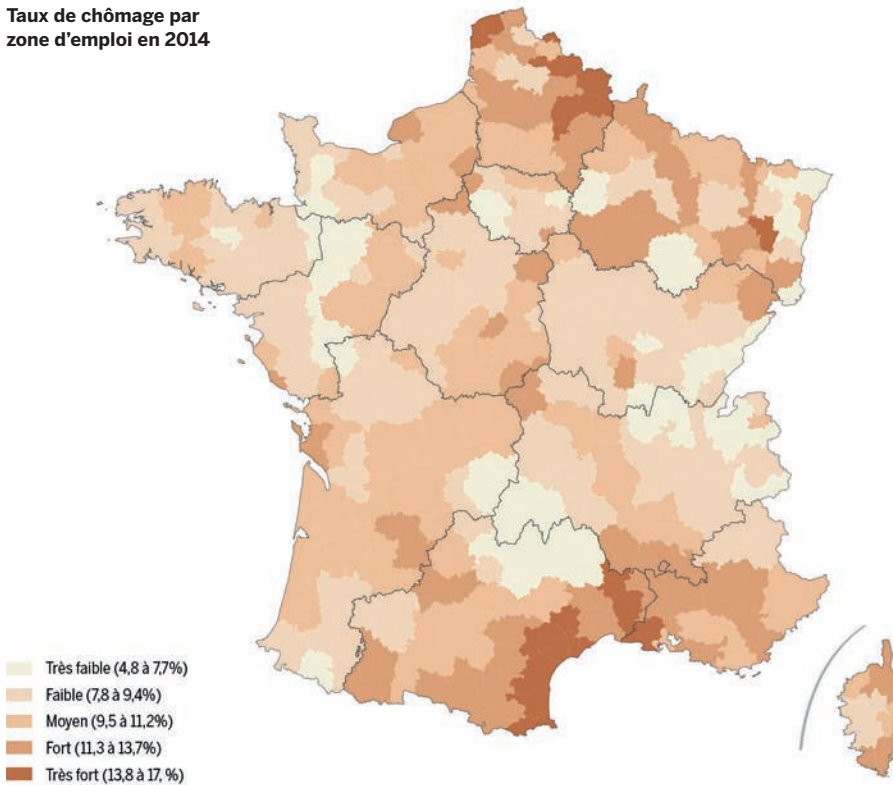 Taux de chômage par
zone d'emploi en 2014
Très faible (4,8 à 7,7%)
Faible (7,8 à 9,4%)
Moyen (9,5 à 11,2%)
Fort (11,3 à 13,7%)
Très fort (13,8 à 17, %)